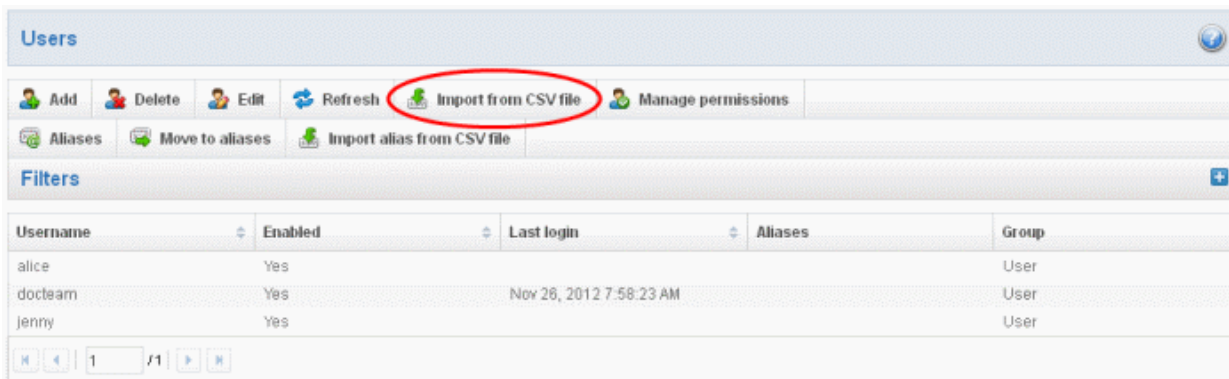 Users
Add Delete Edit Refresh Import from CSV file Manage permissions
Aliases Move to aliases Import alias from CSV file
Filters
Username Enabled Last login Aliases Group
alice Yes User
docteam Yes Nov 26, 2012 7:58:23 AM User
jenny Yes User
1 /1